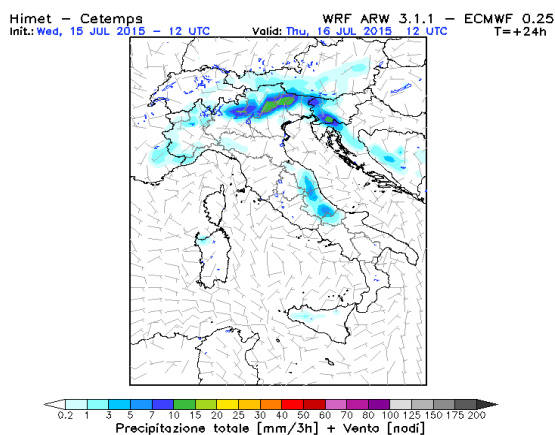 Himet - Cetemps WRF ARW 3.1.1 - ECMWF 0.25
Init.: Wed, 15 JUL 2015 - 12 UTC Valid: Thu, 16 JUL 2015 12 UTC T=+24h
0.2 1 3 5 7 10 15 20 25 30 40 50 60 70 80 100 125 150 175 200
Precipitazione totale [mm/3h] + Vento [nodi]